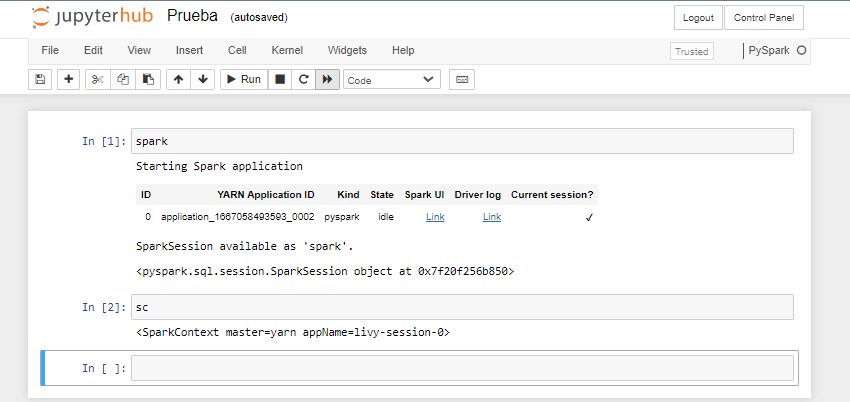 jupyterhub Prueba (autosaved) Logout Control Panel
File Edit View Insert Cell Kernel Widgets Help Trusted PySpark
Run Code
In [1]: spark
Starting Spark application
ID YARN Application ID Kind State Spark UI Driver log Current session?
0 application_1667058493593_0002 pyspark idle Link Link ✓
SparkSession available as 'spark'.
<pyspark.sql.session.SparkSession object at 0x7f20f256b850>
In [2]: sc
<SparkContext master=yarn appName=livy-session-0>
In [ ]: